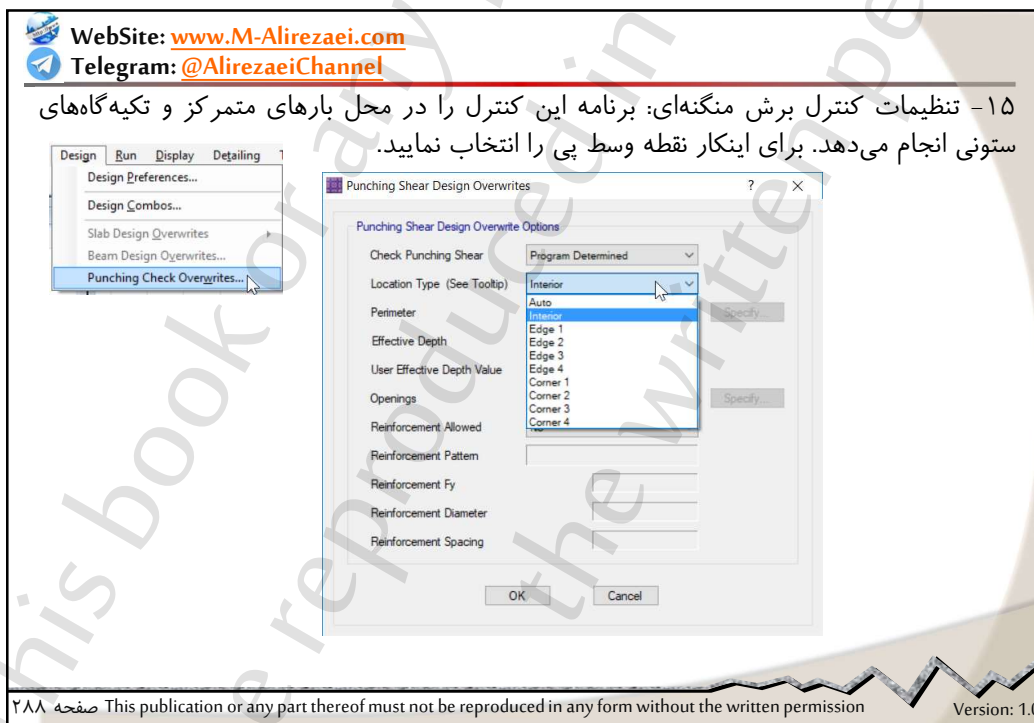 WebSite: www.M-Alirezaei.com
Telegram: @AlirezaeiChannel
۱۵- تنظیمات کنترل برش منگنه‌ای: برنامه این کنترل را در محل بارهای متمرکز و تکیه‌گاه‌های
ستونی انجام می‌دهد. برای اینکار نقطه وسط پی را انتخاب نمایید.
Design Run Display Detailing
Design Preferences...
Design Combos...
Slab Design Overwrites
Beam Design Overwrites...
Punching Check Overwrites...
Punching Shear Design Overwrites ? X
Punching Shear Design Overwrite Options
Check Punching Shear Program Determined
Location Type (See Tooltip) Interior
Auto
Interior
Edge 1
Edge 2
Edge 3
Edge 4
Corner 1
Corner 2
Corner 3
Corner 4
Perimeter Specify...
Effective Depth
User Effective Depth Value
Openings Specify...
Reinforcement Allowed No
Reinforcement Pattern
Reinforcement Fy
Reinforcement Diameter
Reinforcement Spacing
OK Cancel
صفحه ۲۸۸ This publication or any part thereof must not be reproduced in any form without the written permission
Version: 1.0